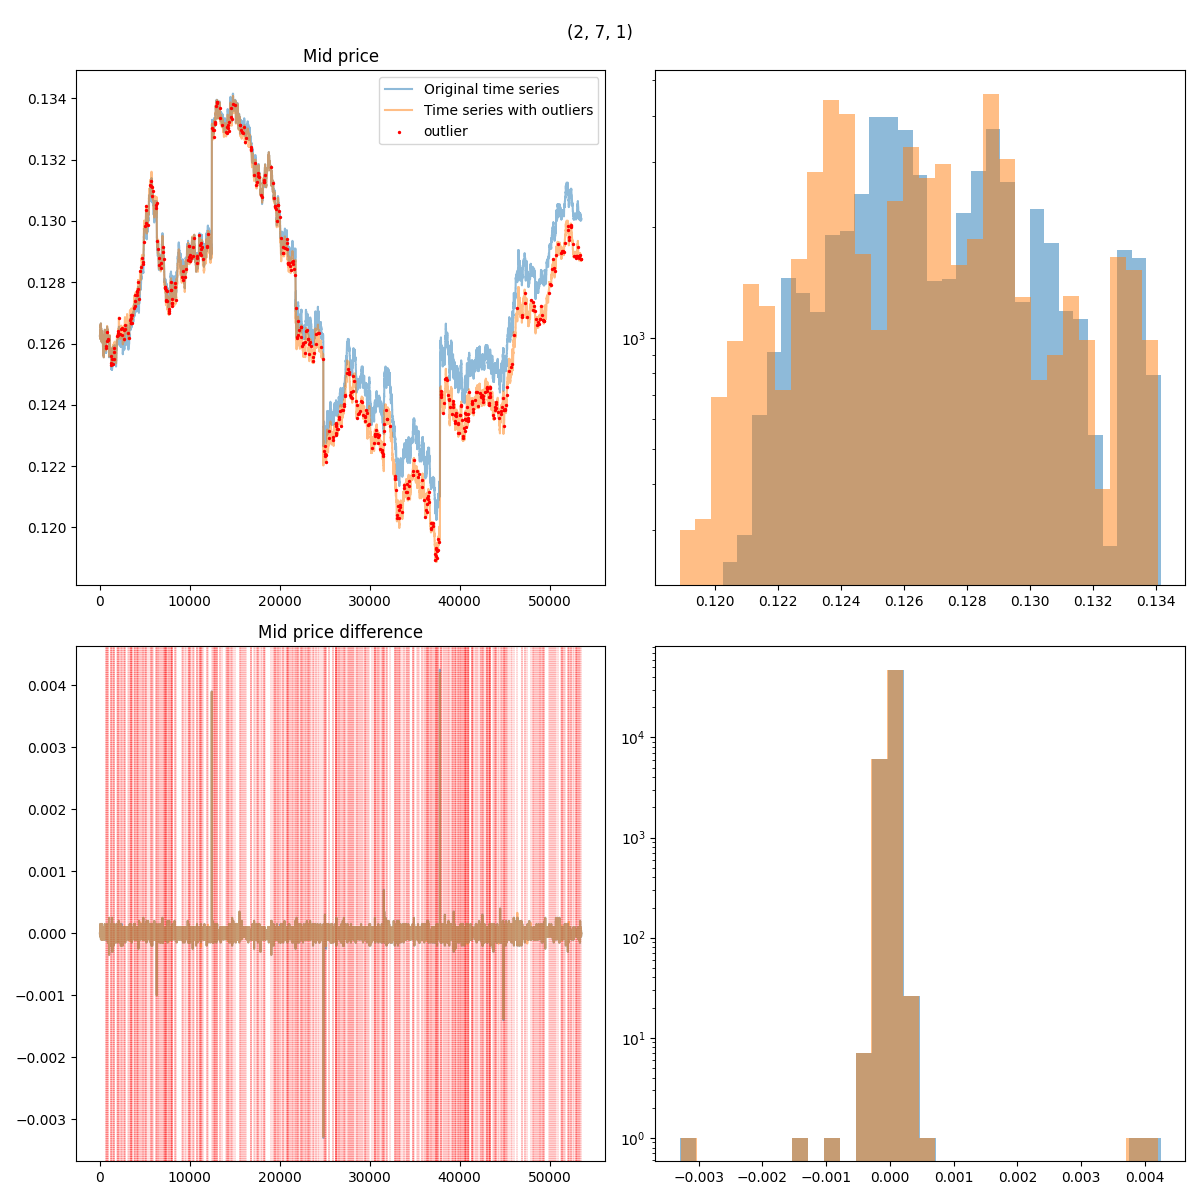 (2, 7, 1)
Mid price
Original time series
Time series with outliers
outlier
0.134
0.132
0.130
0.128
0.126
0.124
0.122
0.120
0 10000 20000 30000 40000 50000
10³
0.120 0.122 0.124 0.126 0.128 0.130 0.132 0.134
Mid price difference
0.004
0.003
0.002
0.001
0.000
−0.001
−0.002
−0.003
0 10000 20000 30000 40000 50000
10⁴
10³
10²
10¹
10⁰
−0.003 −0.002 −0.001 0.000 0.001 0.002 0.003 0.004